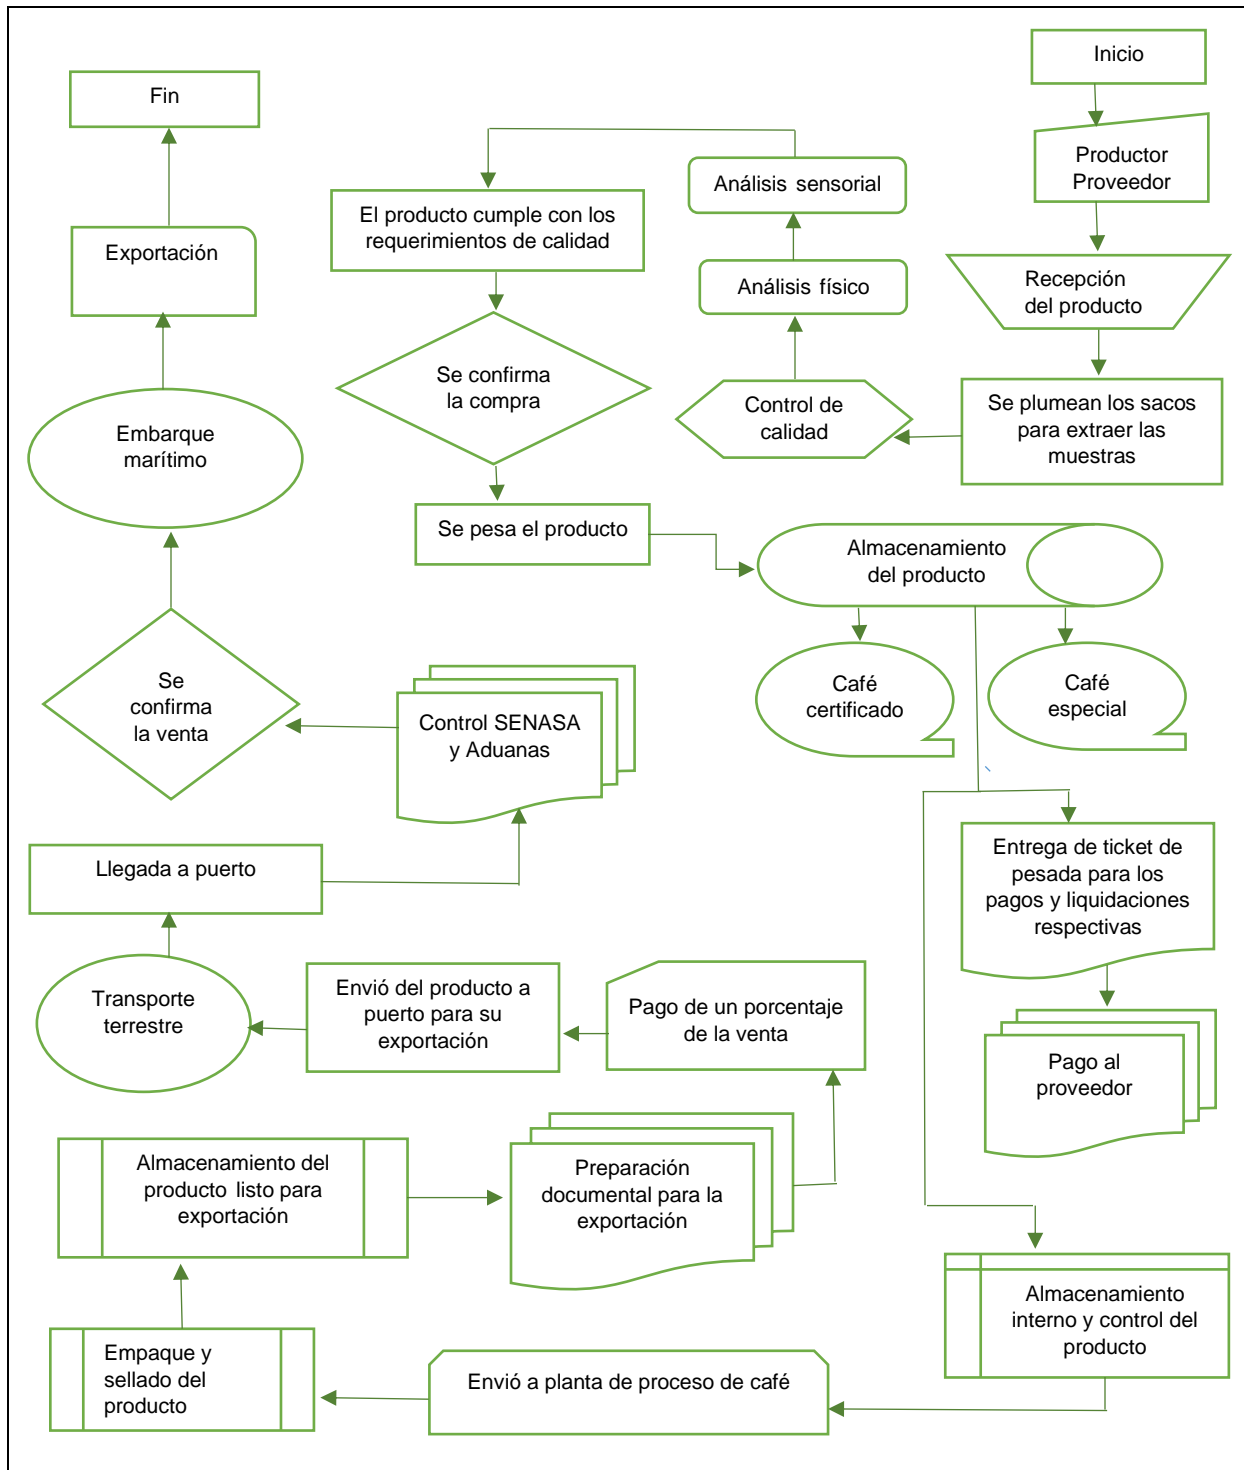 Inicio
Productor
Proveedor
Recepción
del producto
Se plumean los sacos
para extraer las
muestras
Control de
calidad
Análisis físico
Análisis sensorial
El producto cumple con los
requerimientos de calidad
Se confirma
la compra
Se pesa el producto
Almacenamiento
del producto
Café
certificado
Café
especial
Entrega de ticket de
pesada para los
pagos y liquidaciones
respectivas
Pago al
proveedor
Almacenamiento
interno y control del
producto
Envió a planta de proceso de café
Empaque y
sellado del
producto
Almacenamiento del
producto listo para
exportación
Preparación
documental para la
exportación
Pago de un porcentaje
de la venta
Envió del producto a
puerto para su
exportación
Transporte
terrestre
Llegada a puerto
Control SENASA
y Aduanas
Se
confirma
la venta
Embarque
marítimo
Exportación
Fin